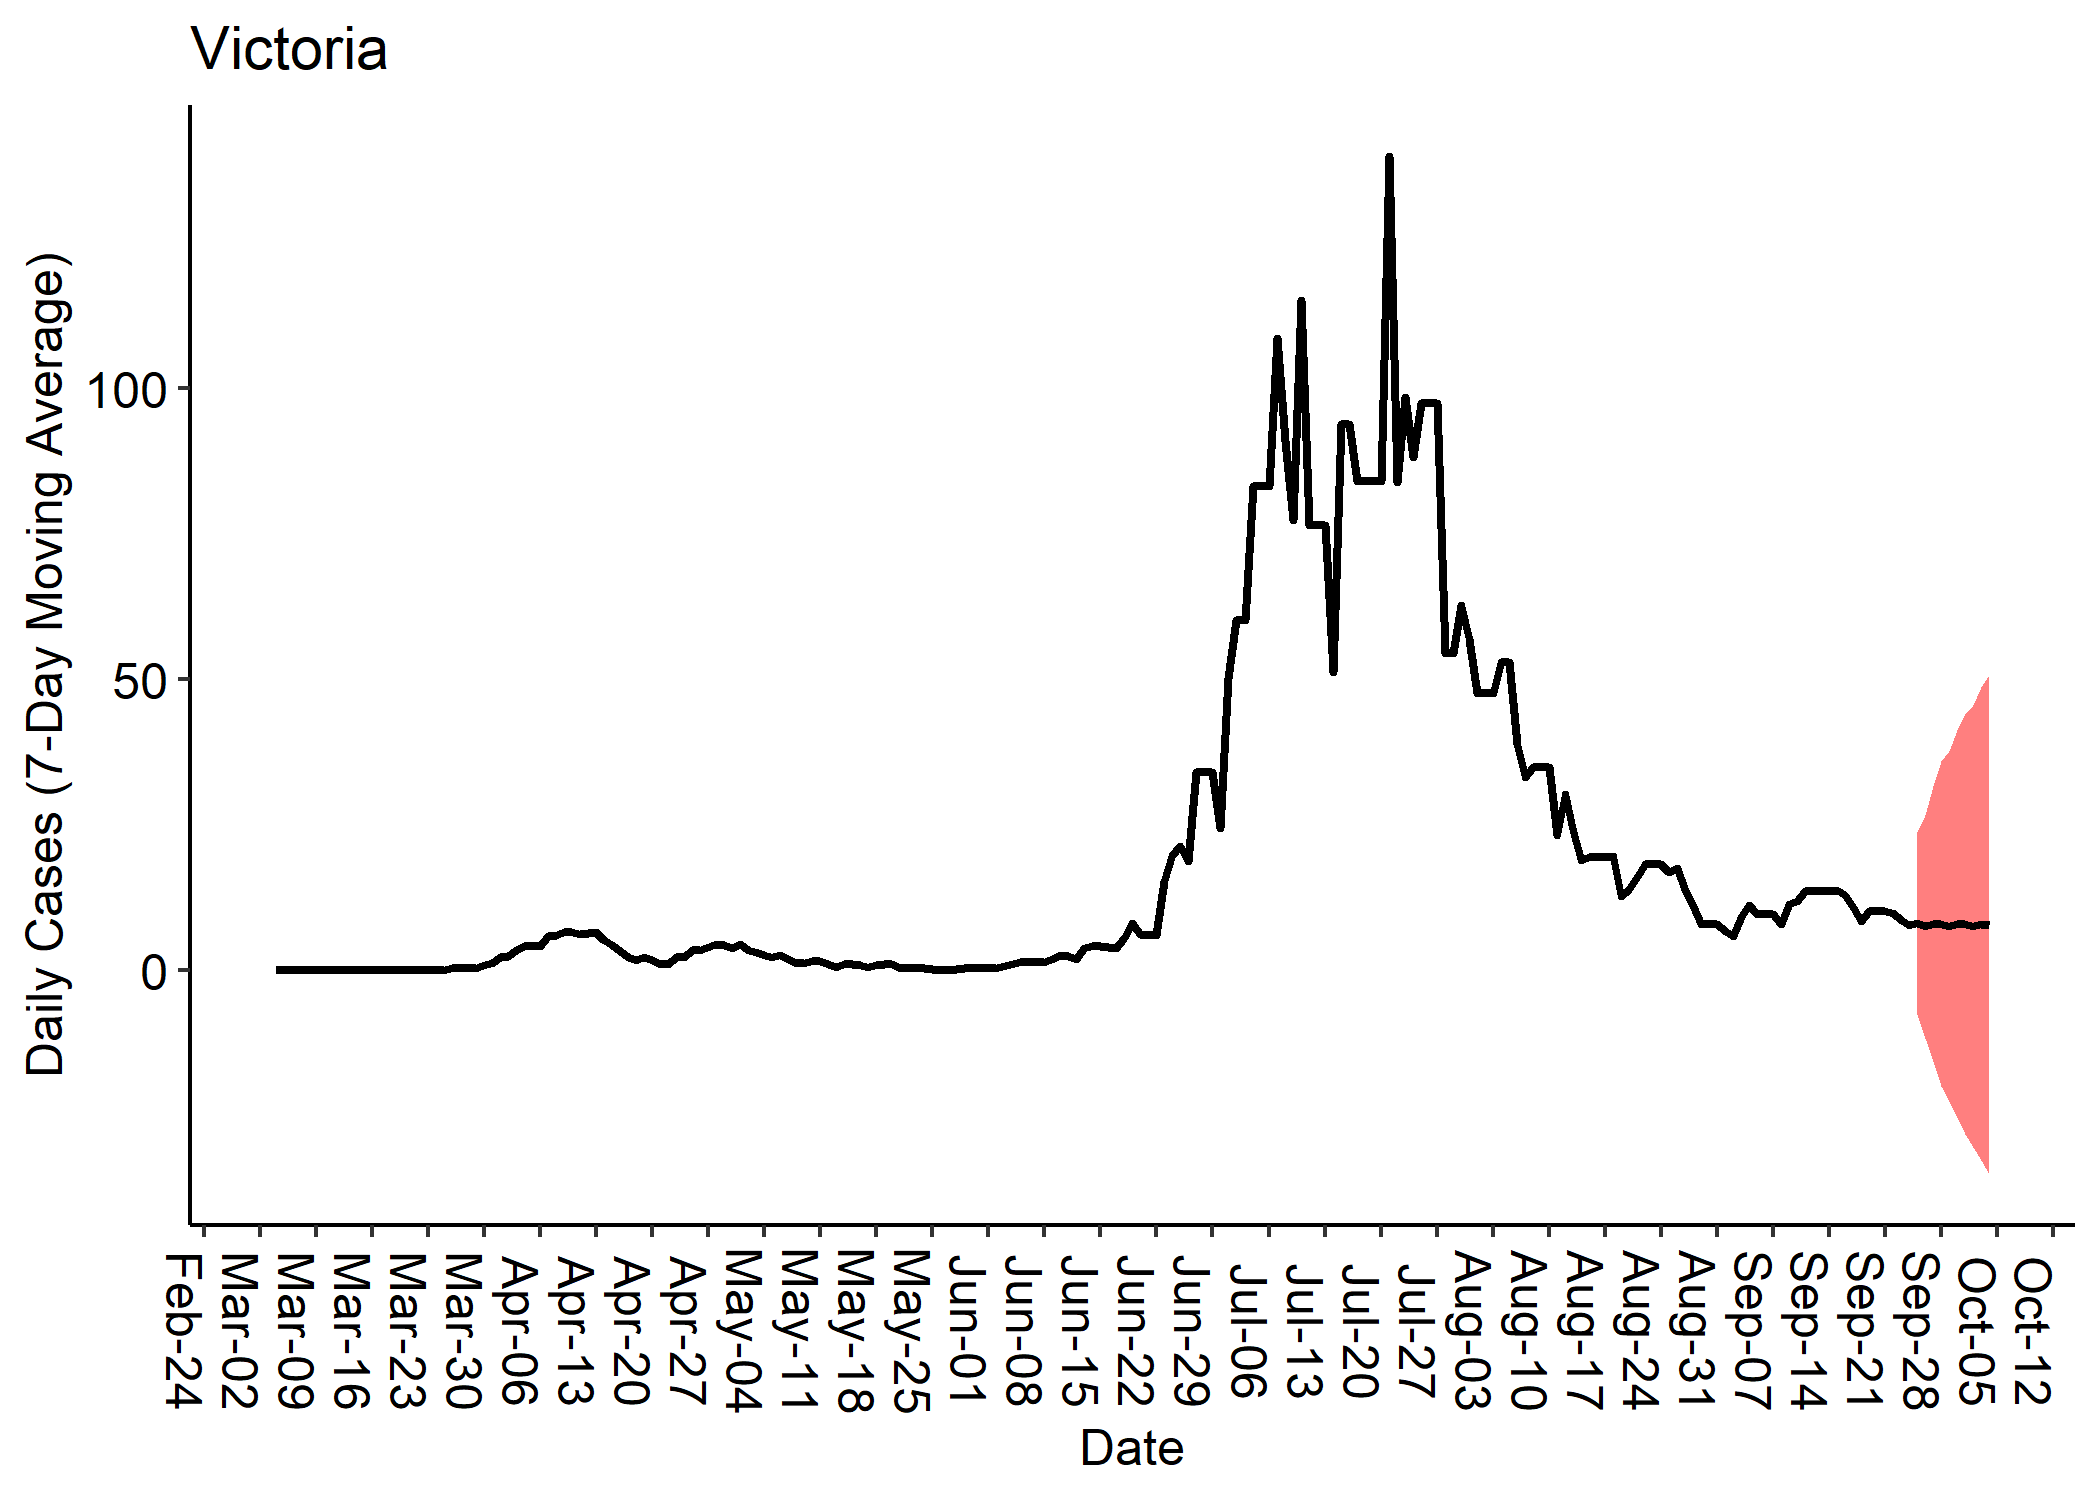 Victoria
Daily Cases (7-Day Moving Average)
100
50
0
Feb-24
Mar-02
Mar-09
Mar-16
Mar-23
Mar-30
Apr-06
Apr-13
Apr-20
Apr-27
May-04
May-11
May-18
May-25
Jun-01
Jun-08
Jun-15
Jun-22
Jun-29
Jul-06
Jul-13
Jul-20
Jul-27
Aug-03
Aug-10
Aug-17
Aug-24
Aug-31
Sep-07
Sep-14
Sep-21
Sep-28
Oct-05
Oct-12
Date